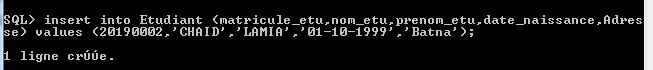 SQL> insert into Etudiant (matricule_etu,nom_etu,prenom_etu,date_naissance,Adres
se) values (20190002,'CHAID','LAMIA','01-10-1999','Batna');
1 ligne crúúe.